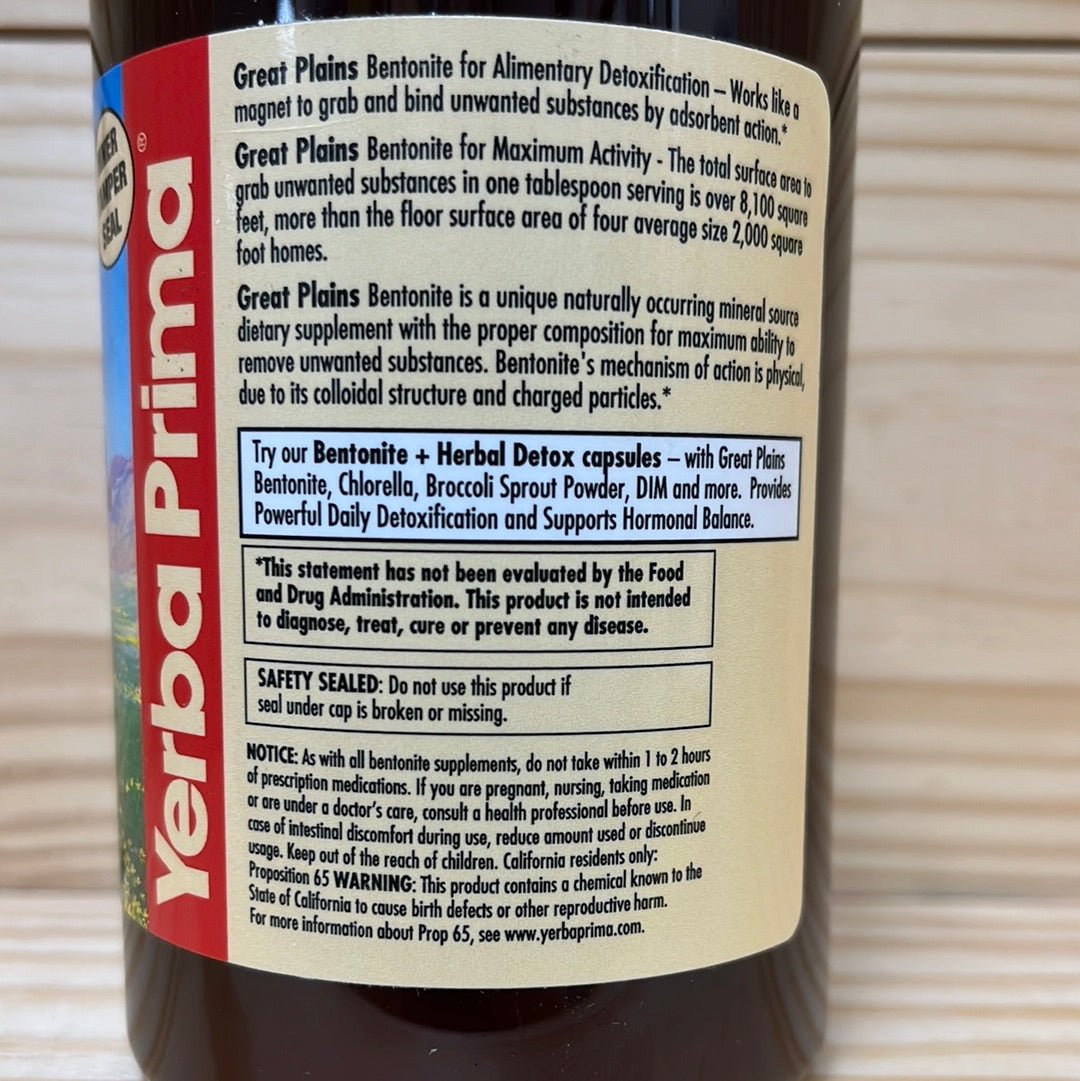 Yerba Prima®
NER
MPER
SEAL
Great Plains Bentonite for Alimentary Detoxification – Works like a
magnet to grab and bind unwanted substances by adsorbent action.*
Great Plains Bentonite for Maximum Activity - The total surface area to
grab unwanted substances in one tablespoon serving is over 8,100 square
feet, more than the floor surface area of four average size 2,000 square
foot homes.
Great Plains Bentonite is a unique naturally occurring mineral source
dietary supplement with the proper composition for maximum ability to
remove unwanted substances. Bentonite's mechanism of action is physical,
due to its colloidal structure and charged particles.*
Try our Bentonite + Herbal Detox capsules – with Great Plains
Bentonite, Chlorella, Broccoli Sprout Powder, DIM and more. Provides
Powerful Daily Detoxification and Supports Hormonal Balance.
*This statement has not been evaluated by the Food
and Drug Administration. This product is not intended
to diagnose, treat, cure or prevent any disease.
SAFETY SEALED: Do not use this product if
seal under cap is broken or missing.
NOTICE: As with all bentonite supplements, do not take within 1 to 2 hours
of prescription medications. If you are pregnant, nursing, taking medication
or are under a doctor's care, consult a health professional before use. In
case of intestinal discomfort during use, reduce amount used or discontinue
usage. Keep out of the reach of children. California residents only:
Proposition 65 WARNING: This product contains a chemical known to the
State of California to cause birth defects or other reproductive harm.
For more information about Prop 65, see www.yerbaprima.com.